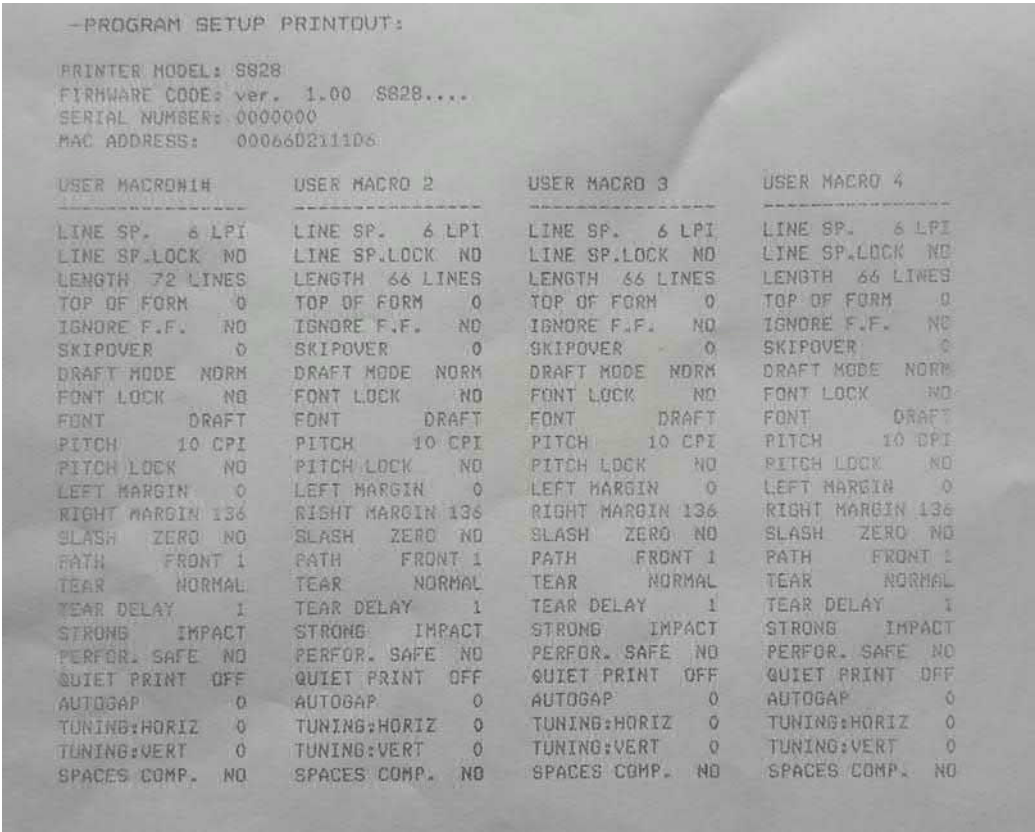 -PROGRAM SETUP PRINTOUT:
PRINTER MODEL: S828
FIRMWARE CODE: ver. 1.00 S828....
SERIAL NUMBER: 0000000
MAC ADDRESS: 00066D2111D6
USER MACRO#1# USER MACRO 2 USER MACRO 3 USER MACRO 4
----------------- ----------------- ----------------- -----------------
LINE SP. 6 LPI LINE SP. 6 LPI LINE SP. 6 LPI LINE SP. 6 LPI
LINE SP.LOCK NO LINE SP.LOCK NO LINE SP.LOCK NO LINE SP.LOCK NO
LENGTH 72 LINES LENGTH 66 LINES LENGTH 66 LINES LENGTH 66 LINES
TOP OF FORM 0 TOP OF FORM 0 TOP OF FORM 0 TOP OF FORM 0
IGNORE F.F. NO IGNORE F.F. NO IGNORE F.F. NO IGNORE F.F. NO
SKIPOVER 0 SKIPOVER 0 SKIPOVER 0 SKIPOVER 0
DRAFT MODE NORM DRAFT MODE NORM DRAFT MODE NORM DRAFT MODE NORM
FONT LOCK NO FONT LOCK NO FONT LOCK NO FONT LOCK NO
FONT DRAFT FONT DRAFT FONT DRAFT FONT DRAFT
PITCH 10 CPI PITCH 10 CPI PITCH 10 CPI PITCH 10 CPI
PITCH LOCK NO PITCH LOCK NO PITCH LOCK NO PITCH LOCK NO
LEFT MARGIN 0 LEFT MARGIN 0 LEFT MARGIN 0 LEFT MARGIN 0
RIGHT MARGIN 136 RIGHT MARGIN 136 RIGHT MARGIN 136 RIGHT MARGIN 136
SLASH ZERO NO SLASH ZERO NO SLASH ZERO NO SLASH ZERO NO
PATH FRONT 1 PATH FRONT 1 PATH FRONT 1 PATH FRONT 1
TEAR NORMAL TEAR NORMAL TEAR NORMAL TEAR NORMAL
TEAR DELAY 1 TEAR DELAY 1 TEAR DELAY 1 TEAR DELAY 1
STRONG IMPACT STRONG IMPACT STRONG IMPACT STRONG IMPACT
PERFOR. SAFE NO PERFOR. SAFE NO PERFOR. SAFE NO PERFOR. SAFE NO
QUIET PRINT OFF QUIET PRINT OFF QUIET PRINT OFF QUIET PRINT OFF
AUTOGAP 0 AUTOGAP 0 AUTOGAP 0 AUTOGAP 0
TUNING:HORIZ 0 TUNING:HORIZ 0 TUNING:HORIZ 0 TUNING:HORIZ 0
TUNING:VERT 0 TUNING:VERT 0 TUNING:VERT 0 TUNING:VERT 0
SPACES COMP. NO SPACES COMP. NO SPACES COMP. NO SPACES COMP. NO